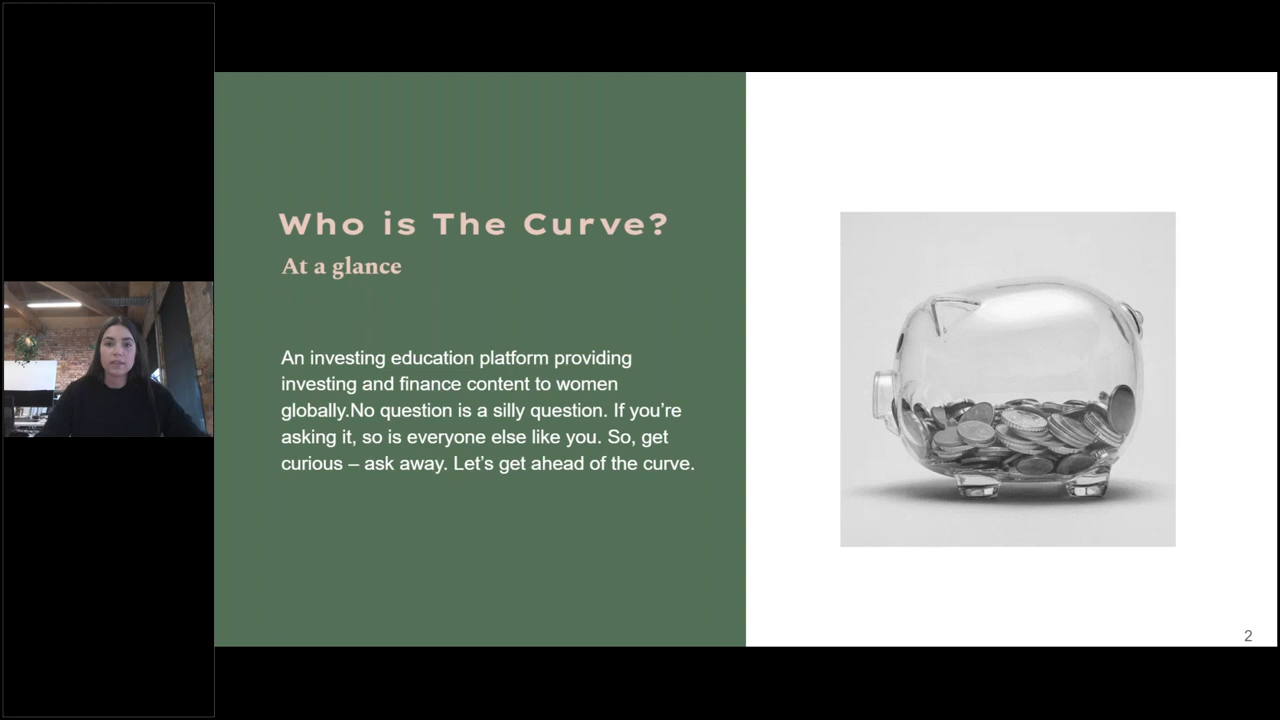 Who is The Curve?
At a glance
An investing education platform providing
investing and finance content to women
globally.No question is a silly question. If you’re
asking it, so is everyone else like you. So, get
curious – ask away. Let’s get ahead of the curve.
2